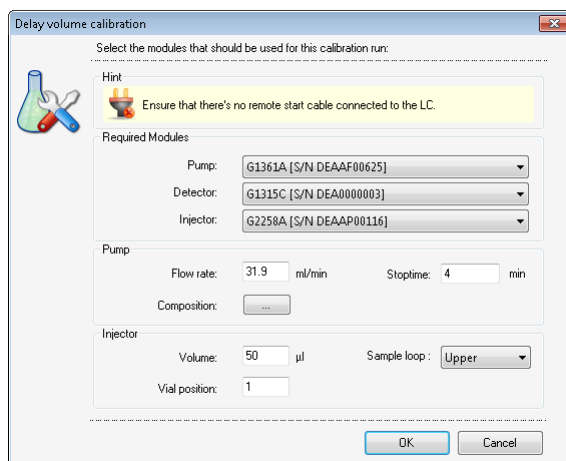 Delay volume calibration
Select the modules that should be used for this calibration run:
Hint
Ensure that there's no remote start cable connected to the LC.
Required Modules
Pump: G1361A [S/N DEAAF00625]
Detector: G1315C [S/N DEA0000003]
Injector: G2258A [S/N DEAAP00116]
Pump
Flow rate: 31.9 ml/min Stoptime: 4 min
Composition: ...
Injector
Volume: 50 µl Sample loop : Upper
Vial position: 1
OK Cancel